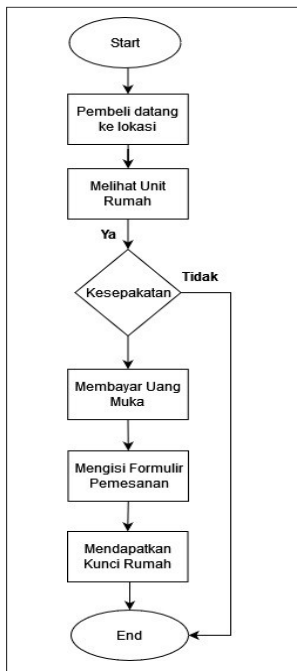 Start
Pembeli datang
ke lokasi
Melihat Unit
Rumah
Ya
Tidak
Kesepakatan
Membayar Uang
Muka
Mengisi Formulir
Pemesanan
Mendapatkan
Kunci Rumah
End